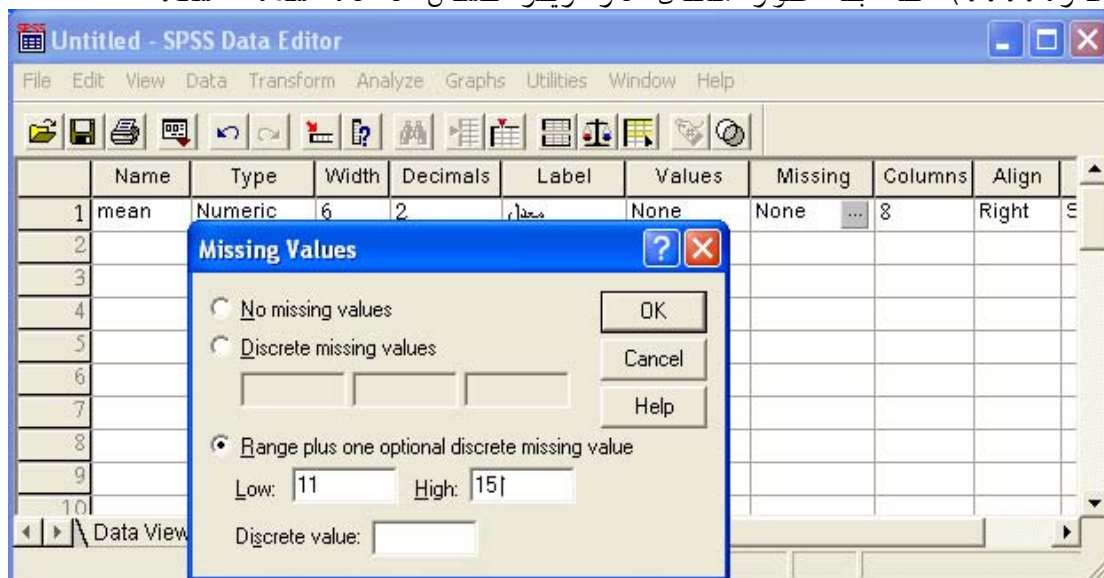 Untitled - SPSS Data Editor
File Edit View Data Transform Analyze Graphs Utilities Window Help
Name Type Width Decimals Label Values Missing Columns Align
1 mean Numeric 6 2 معدل None None ... 8 Right S
2
3
4
5
6
7
8
9
10
Missing Values
No missing values
OK
Discrete missing values
Cancel
Help
Range plus one optional discrete missing value
Low: 11 High: 15
Discrete value:
Data View